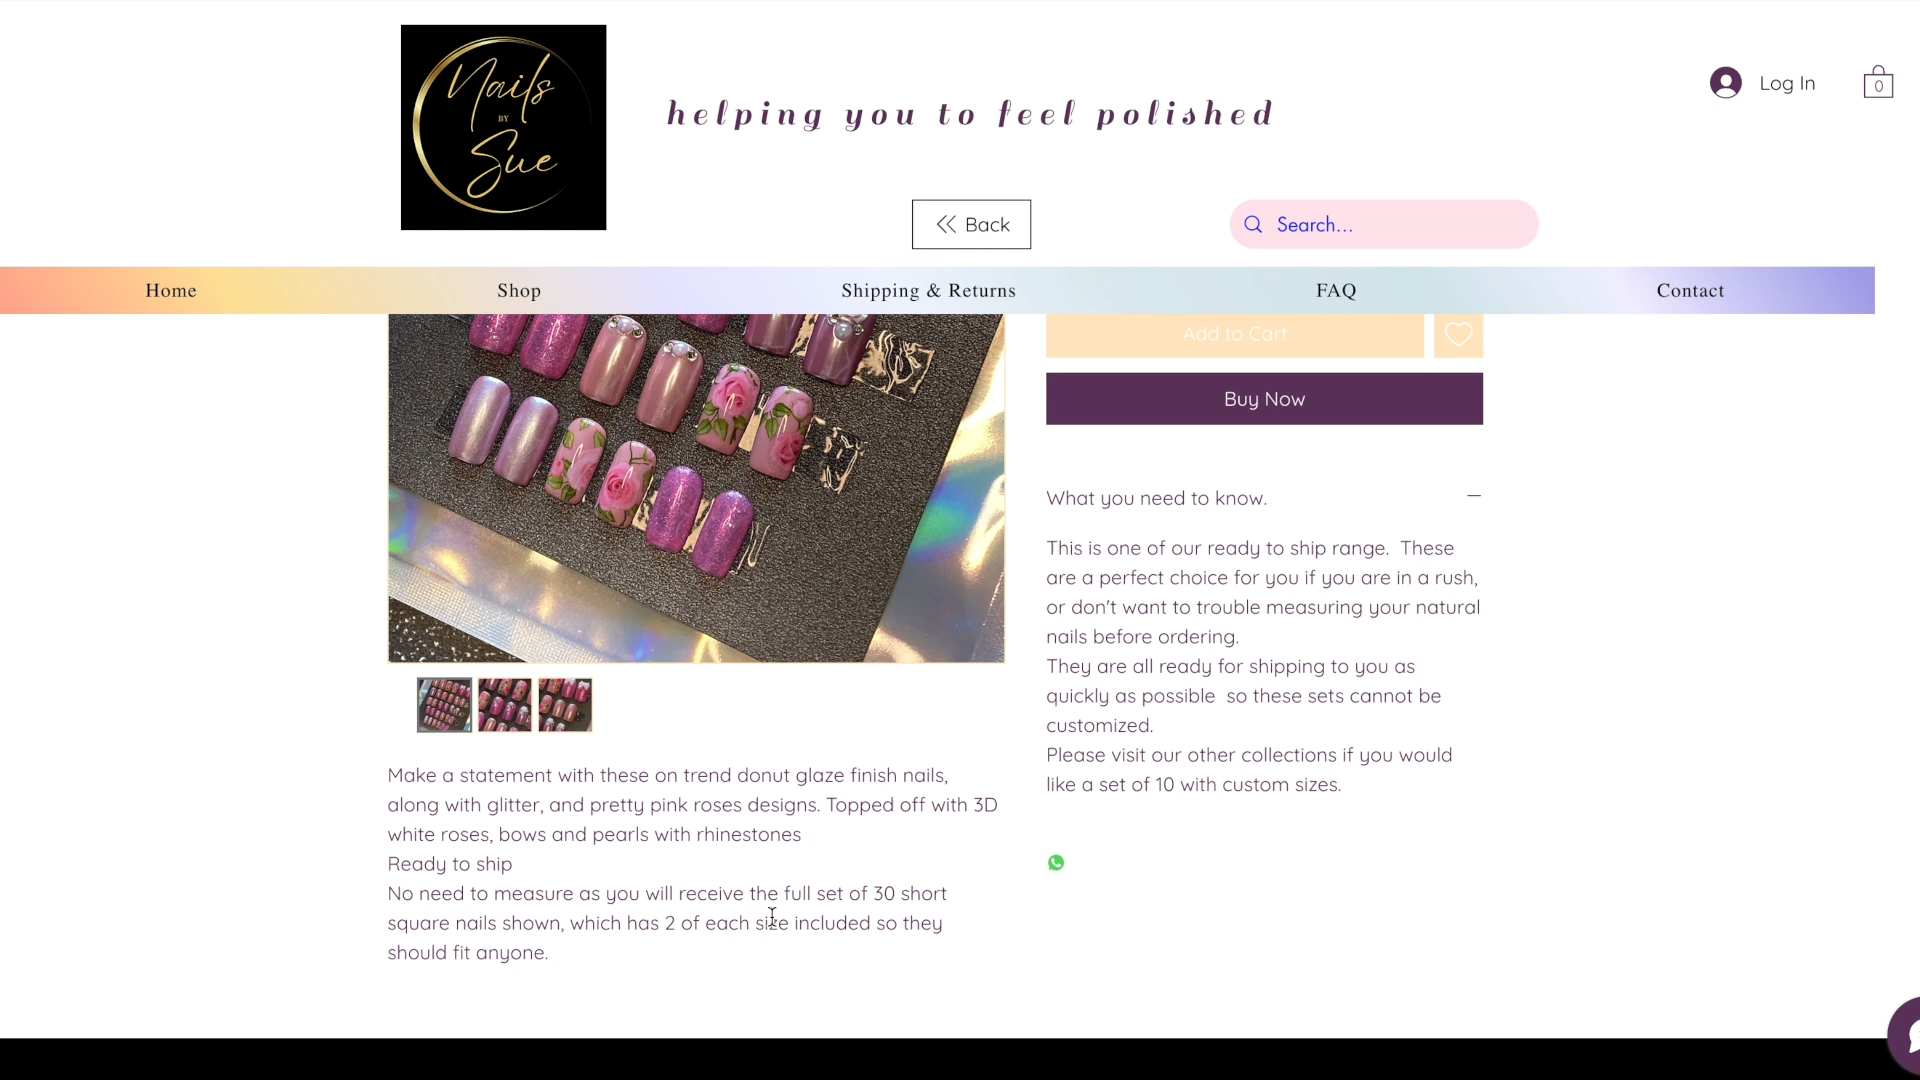 Nails
BY
Sue
helping you to feel polished
Log In
0
Back
Search...
Home
Shop
Shipping & Returns
FAQ
Contact
Add to Cart
Buy Now
What you need to know.
This is one of our ready to ship range.  These
are a perfect choice for you if you are in a rush,
or don't want to trouble measuring your natural
nails before ordering.
They are all ready for shipping to you as
quickly as possible  so these sets cannot be
customized.
Please visit our other collections if you would
like a set of 10 with custom sizes.
Make a statement with these on trend donut glaze finish nails,
along with glitter, and pretty pink roses designs. Topped off with 3D
white roses, bows and pearls with rhinestones
Ready to ship
No need to measure as you will receive the full set of 30 short
square nails shown, which has 2 of each size included so they
should fit anyone.